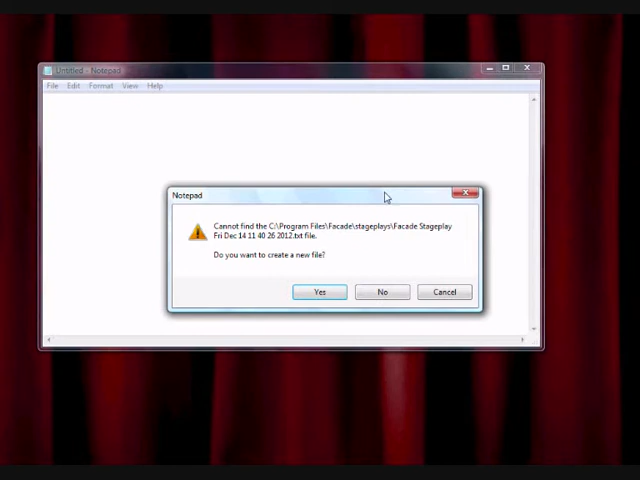 Untitled - Notepad
File Edit Format View Help
Notepad
Cannot find the C:\Program Files\Facade\stageplays\Facade Stageplay
Fri Dec 14 11 40 26 2012.txt file.
Do you want to create a new file?
Yes No Cancel